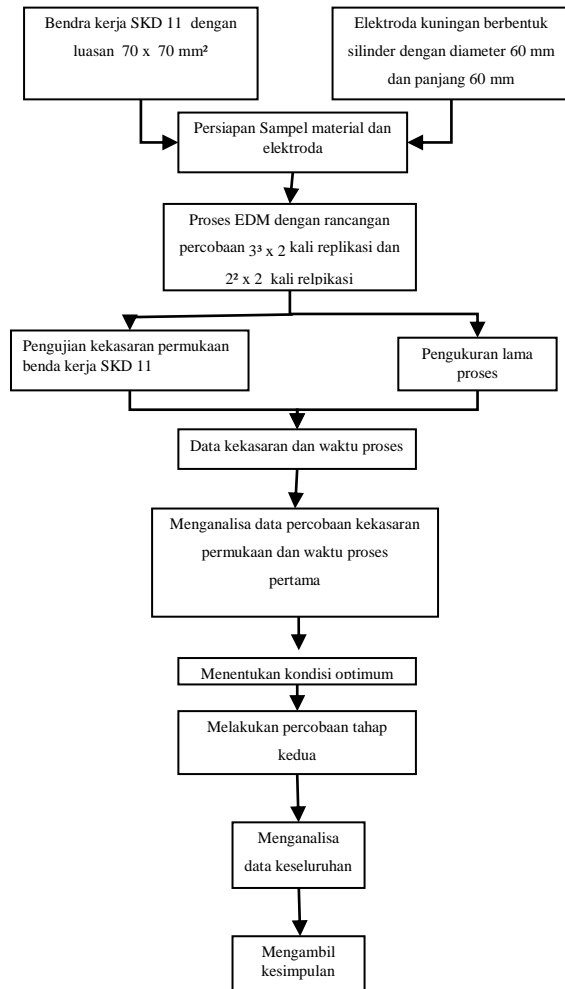 Bendra kerja SKD 11 dengan
luasan 70 x 70 mm²
Elektroda kuningan berbentuk
silinder dengan diameter 60 mm
dan panjang 60 mm
Persiapan Sampel material dan
elektroda
Proses EDM dengan rancangan
percobaan 3³ x 2 kali replikasi dan
2² x 2 kali relpikasi
Pengujian kekasaran permukaan
benda kerja SKD 11
Pengukuran lama
proses
Data kekasaran dan waktu proses
Menganalisa data percobaan kekasaran
permukaan dan waktu proses
pertama
Menentukan kondisi optimum
Melakukan percobaan tahap
kedua
Menganalisa
data keseluruhan
Mengambil
kesimpulan